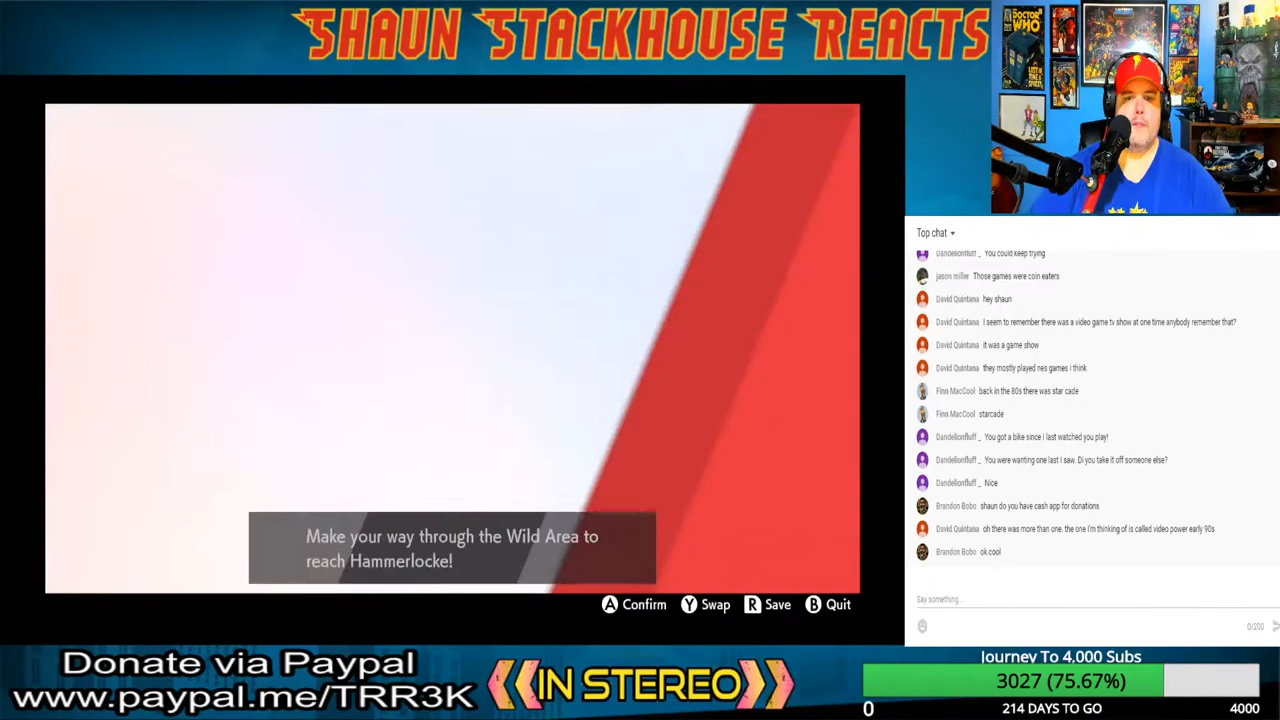 SHAUN STACKHOUSE REACTS
DOCTOR WHO
Top chat
Dandelionfluff _ You could keep trying
jason miller Those games were coin eaters
David Quintana hey shaun
David Quintana I seem to remember there was a video game tv show at one time anybody remember that?
David Quintana it was a game show
David Quintana they mostly played nes games I think
Finn MacCool back in the 80s there was star cade
Finn MacCool starcade
Dandelionfluff _ You got a bike since I last watched you play!
Dandelionfluff _ You were wanting one last I saw. Di you take it off someone else?
Dandelionfluff _ Nice
Brandon Bobo shaun do you have cash app for donations
David Quintana oh there was more than one. the one I'm thinking of is called video power early 90s
Brandon Bobo ok cool
Say something...
0/200
Make your way through the Wild Area to
reach Hammerlocke!
A Confirm Y Swap R Save B Quit
Donate via Paypal
www.paypal.me/TRR3K
IN STEREO
Journey To 4,000 Subs
3027 (75.67%)
0 214 DAYS TO GO 4000